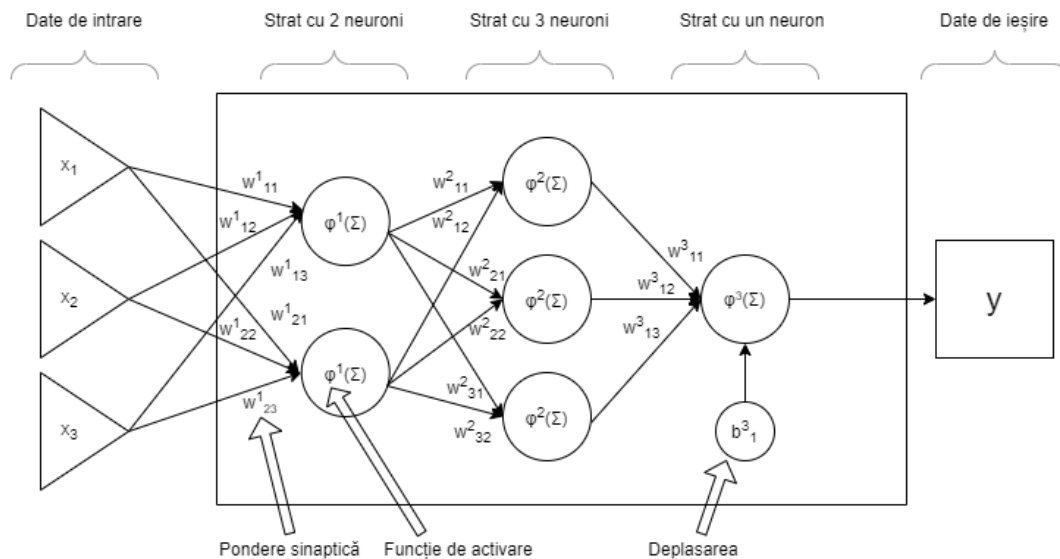 Date de intrare
Strat cu 2 neuroni
Strat cu 3 neuroni
Strat cu un neuron
Date de ieșire
x₁
x₂
x₃
w¹₁₁
w¹₁₂
w¹₁₃
w¹₂₁
w¹₂₂
w¹₂₃
φ¹(Σ)
φ¹(Σ)
w²₁₁
w²₁₂
w²₂₁
w²₂₂
w²₃₁
w²₃₂
φ²(Σ)
φ²(Σ)
φ²(Σ)
w³₁₁
w³₁₂
w³₁₃
φ³(Σ)
b³₁
y
Pondere sinaptică
Funcție de activare
Deplasarea